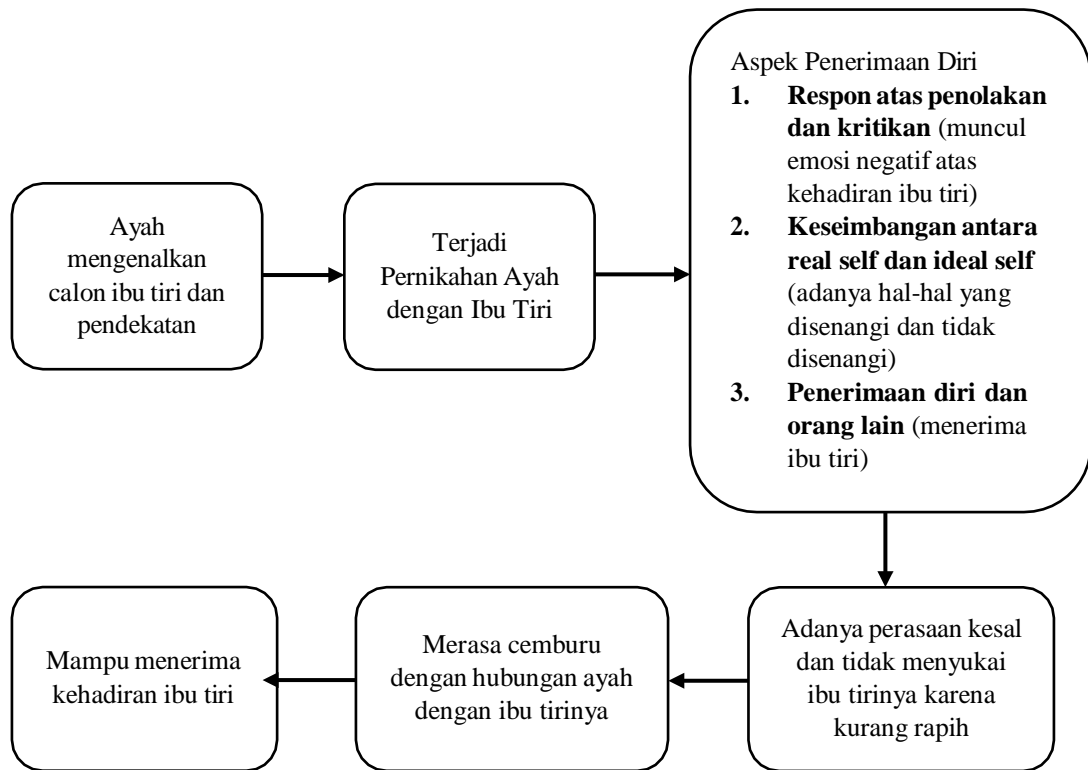 Ayah
mengenalkan
calon ibu tiri dan
pendekatan
Terjadi
Pernikahan Ayah
dengan Ibu Tiri
Aspek Penerimaan Diri
1. Respon atas penolakan
dan kritikan (muncul
emosi negatif atas
kehadiran ibu tiri)
2. Keseimbangan antara
real self dan ideal self
(adanya hal-hal yang
disenangi dan tidak
disenangi)
3. Penerimaan diri dan
orang lain (menerima
ibu tiri)
Adanya perasaan kesal
dan tidak menyukai
ibu tirinya karena
kurang rapih
Merasa cemburu
dengan hubungan ayah
dengan ibu tirinya
Mampu menerima
kehadiran ibu tiri